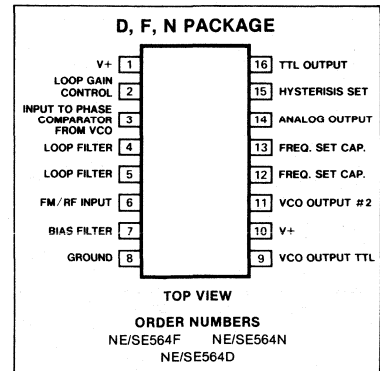 D, F, N PACKAGE
V+ 1
LOOP GAIN
CONTROL 2
INPUT TO PHASE
COMPARATOR 3
FROM VCO
LOOP FILTER 4
LOOP FILTER 5
FM/RF INPUT 6
BIAS FILTER 7
GROUND 8
16 TTL OUTPUT
15 HYSTERISIS SET
14 ANALOG OUTPUT
13 FREQ. SET CAP.
12 FREQ. SET CAP.
11 VCO OUTPUT #2
10 V+
9 VCO OUTPUT TTL
TOP VIEW
ORDER NUMBERS
NE/SE564F NE/SE564N
NE/SE564D